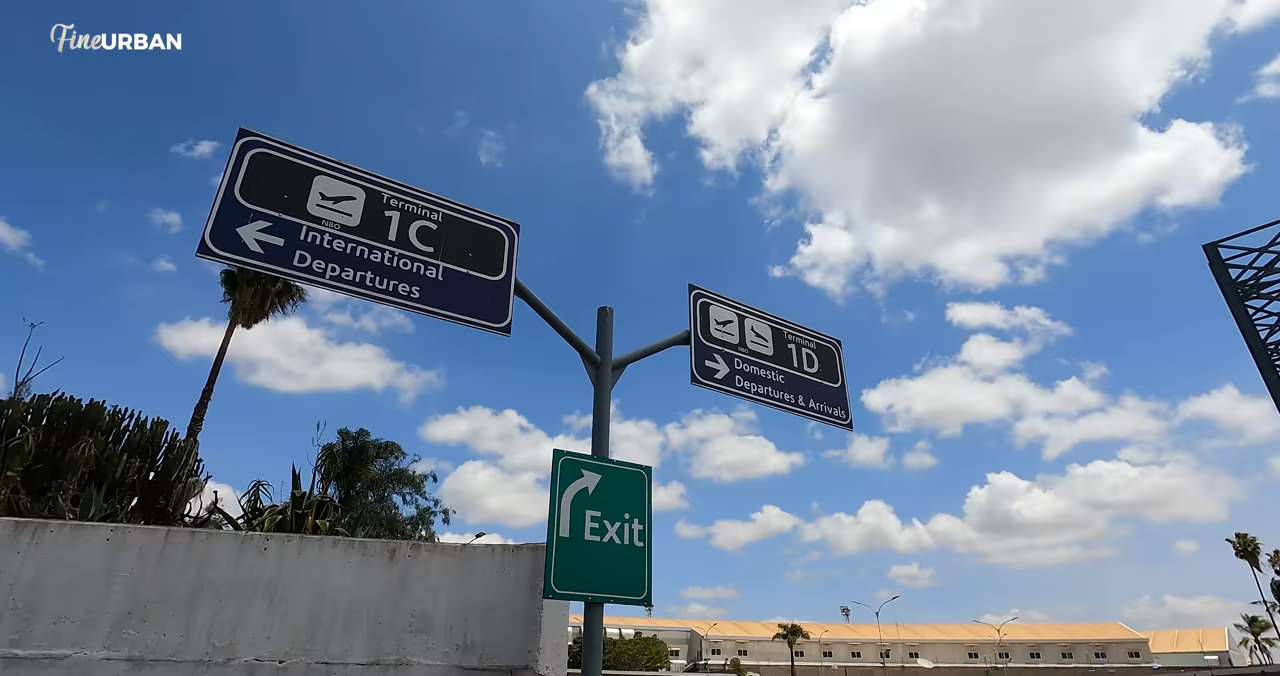 FineURBAN
Terminal
1C
NBO
International
Departures
Terminal
1D
NBO
Domestic
Departures & Arrivals
Exit